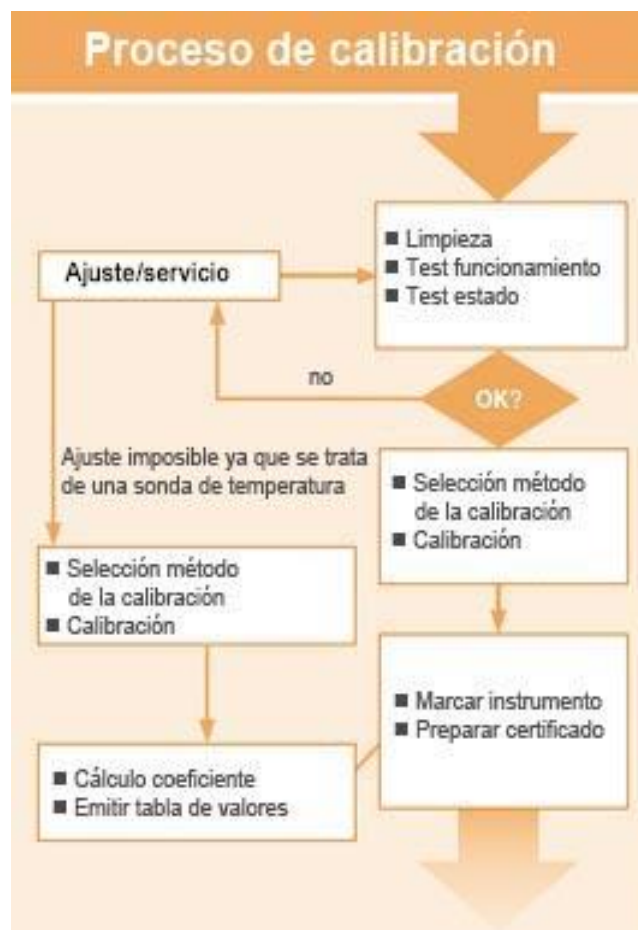 Proceso de calibración
■ Limpieza
■ Test funcionamiento
■ Test estado
Ajuste/servicio
no
OK?
Ajuste imposible ya que se trata
de una sonda de temperatura
■ Selección método
de la calibración
■ Calibración
■ Selección método
de la calibración
■ Calibración
■ Marcar instrumento
■ Preparar certificado
■ Cálculo coeficiente
■ Emitir tabla de valores